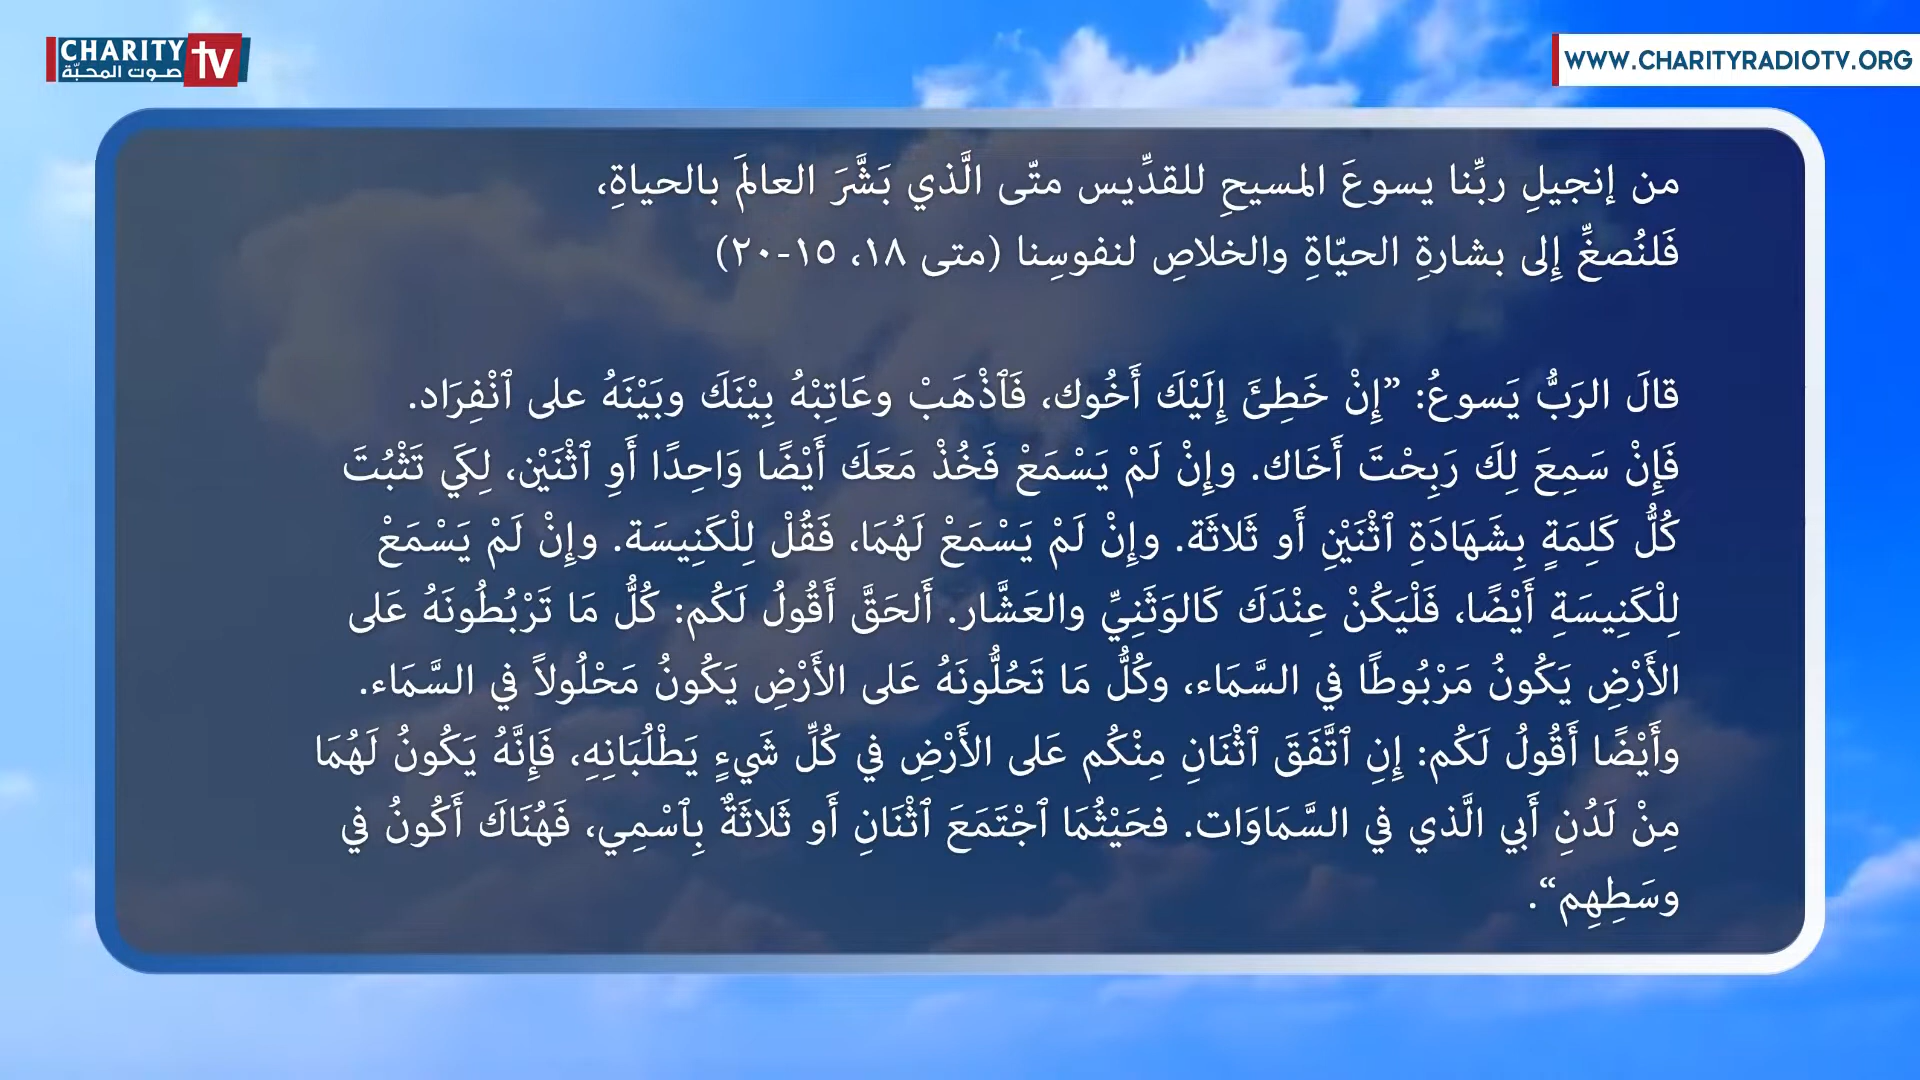 CHARITY tv
صوت المحبّة
WWW.CHARITYRADIOTV.ORG
من إنجيلِ ربِّنا يسوعَ المسيحِ للقدِّيس متّى الَّذي بَشَّرَ العالمَ بالحياةِ،
فَلنُصغِّ إِلى بشارةِ الحيّاةِ والخلاصِ لنفوسِنا (متى ١٨، ١٥-٢٠)
قالَ الرَبُّ يَسوعُ: ”إِنْ خَطِئَ إِلَيْكَ أَخُوك، فَٱذْهَبْ وعَاتِبْهُ بِيْنَكَ وبَيْنَهُ على ٱنْفِرَاد.
فَإِنْ سَمِعَ لِكَ رَبِحْتَ أَخَاك. وإِنْ لَمْ يَسْمَعْ فَخُذْ مَعَكَ أَيْضًا وَاحِدًا أَوِ ٱثْنَيْن، لِكَي تَثْبُتَ
كُلُّ كَلِمَةٍ بِشَهَادَةِ ٱثْنَيْنِ أَو ثَلاثَة. وإِنْ لَمْ يَسْمَعْ لَهُمَا، فَقُلْ لِلْكَنِيسَة. وإِنْ لَمْ يَسْمَعْ
لِلْكَنِيسَةِ أَيْضًا، فَلْيَكُنْ عِنْدَكَ كَالوَثَنِيِّ والعَشَّار. أَلحَقَّ أَقُولُ لَكُم: كُلُّ مَا تَرْبُطُونَهُ عَلى
الأَرْضِ يَكُونُ مَرْبُوطًا في السَّمَاء، وكُلُّ مَا تَحُلُّونَهُ عَلى الأَرْضِ يَكُونُ مَحْلُولاً في السَّمَاء.
وأَيْضًا أَقُولُ لَكُم: إِنِ ٱتَّفَقَ ٱثْنَانِ مِنْكُم عَلى الأَرْضِ في كُلِّ شَيءٍ يَطْلُبَانِهِ، فَإِنَّهُ يَكُونُ لَهُمَا
مِنْ لَدُنِ أَبي الَّذي في السَّمَاوَات. فحَيْثُمَا ٱجْتَمَعَ ٱثْنَانِ أَو ثَلاثَةٌ بِٱسْمِي، فَهُنَاكَ أَكُونُ في
وسَطِهِم“.